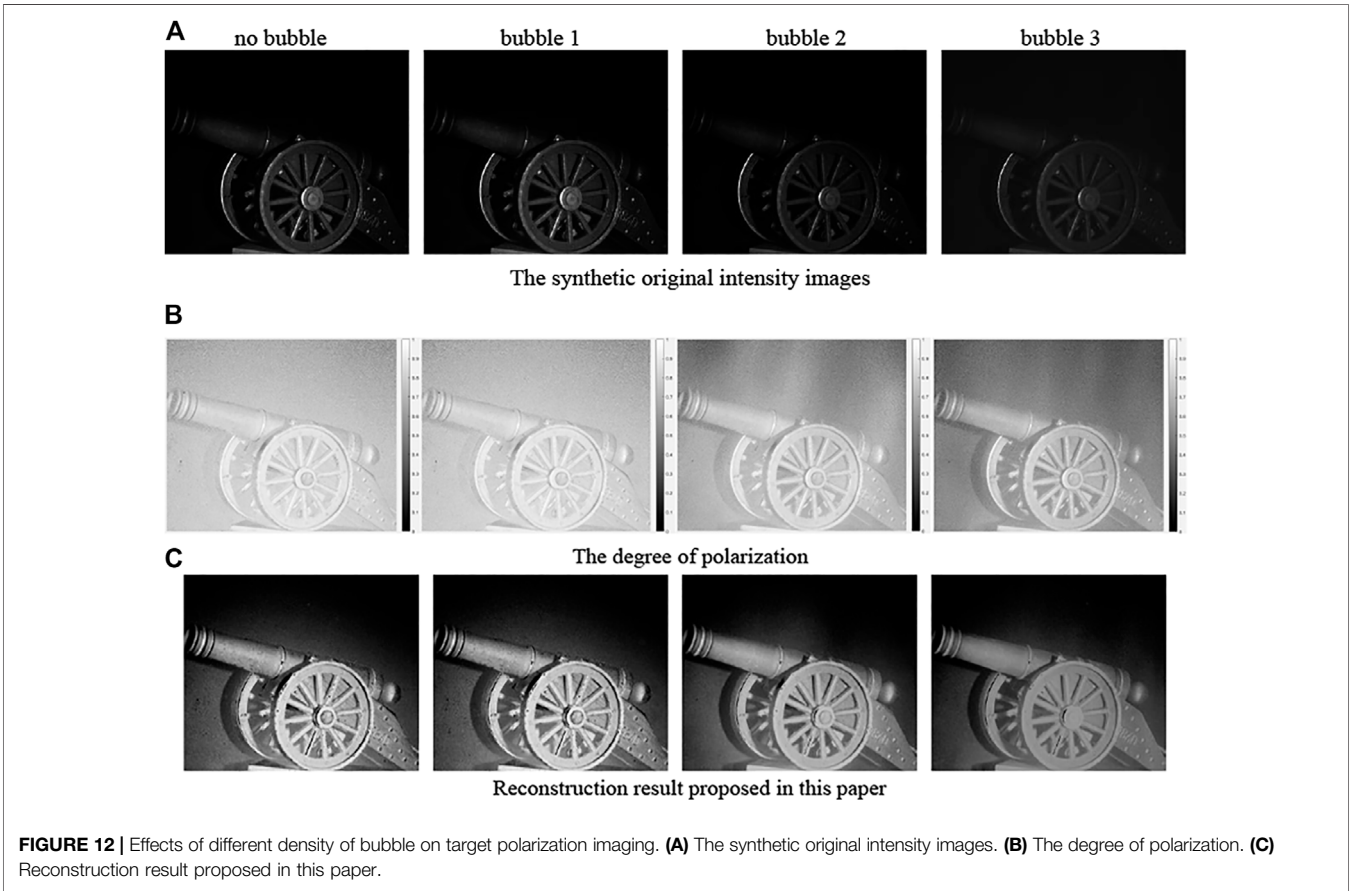 A
no bubble bubble 1 bubble 2 bubble 3
The synthetic original intensity images
B
The degree of polarization
C
Reconstruction result proposed in this paper
FIGURE 12 | Effects of different density of bubble on target polarization imaging. (A) The synthetic original intensity images. (B) The degree of polarization. (C)
Reconstruction result proposed in this paper.